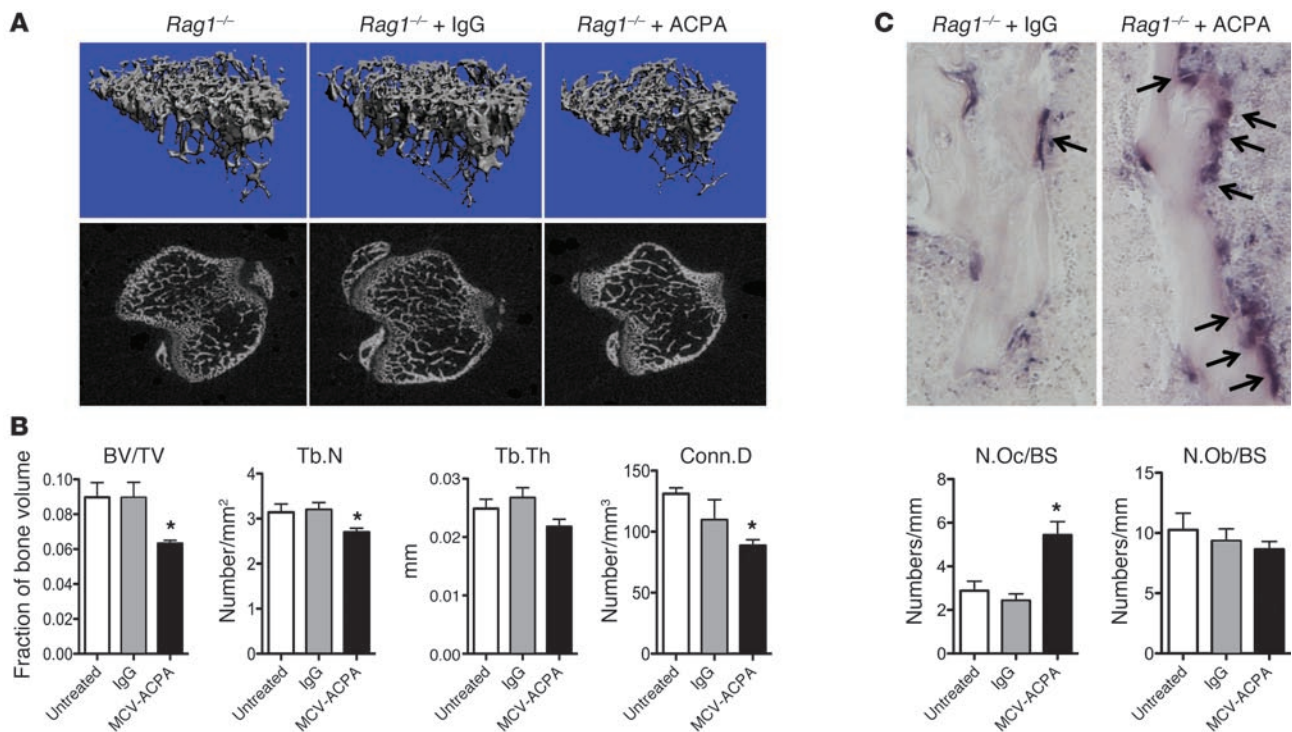 A
Rag1–/–
Rag1–/– + IgG
Rag1–/– + ACPA
B
BV/TV
Fraction of bone volume
0.10
0.08
0.06
0.04
0.02
0.00
*
Untreated
IgG
MCV-ACPA
Tb.N
Number/mm2
4
3
2
1
0
*
Untreated
IgG
MCV-ACPA
Tb.Th
mm
0.03
0.02
0.01
0.00
Untreated
IgG
MCV-ACPA
Conn.D
Number/mm3
150
100
50
0
*
Untreated
IgG
MCV-ACPA
C
Rag1–/– + IgG
Rag1–/– + ACPA
N.Oc/BS
Numbers/mm
8
6
4
2
0
*
Untreated
IgG
MCV-ACPA
N.Ob/BS
Numbers/mm
15
10
5
0
Untreated
IgG
MCV-ACPA